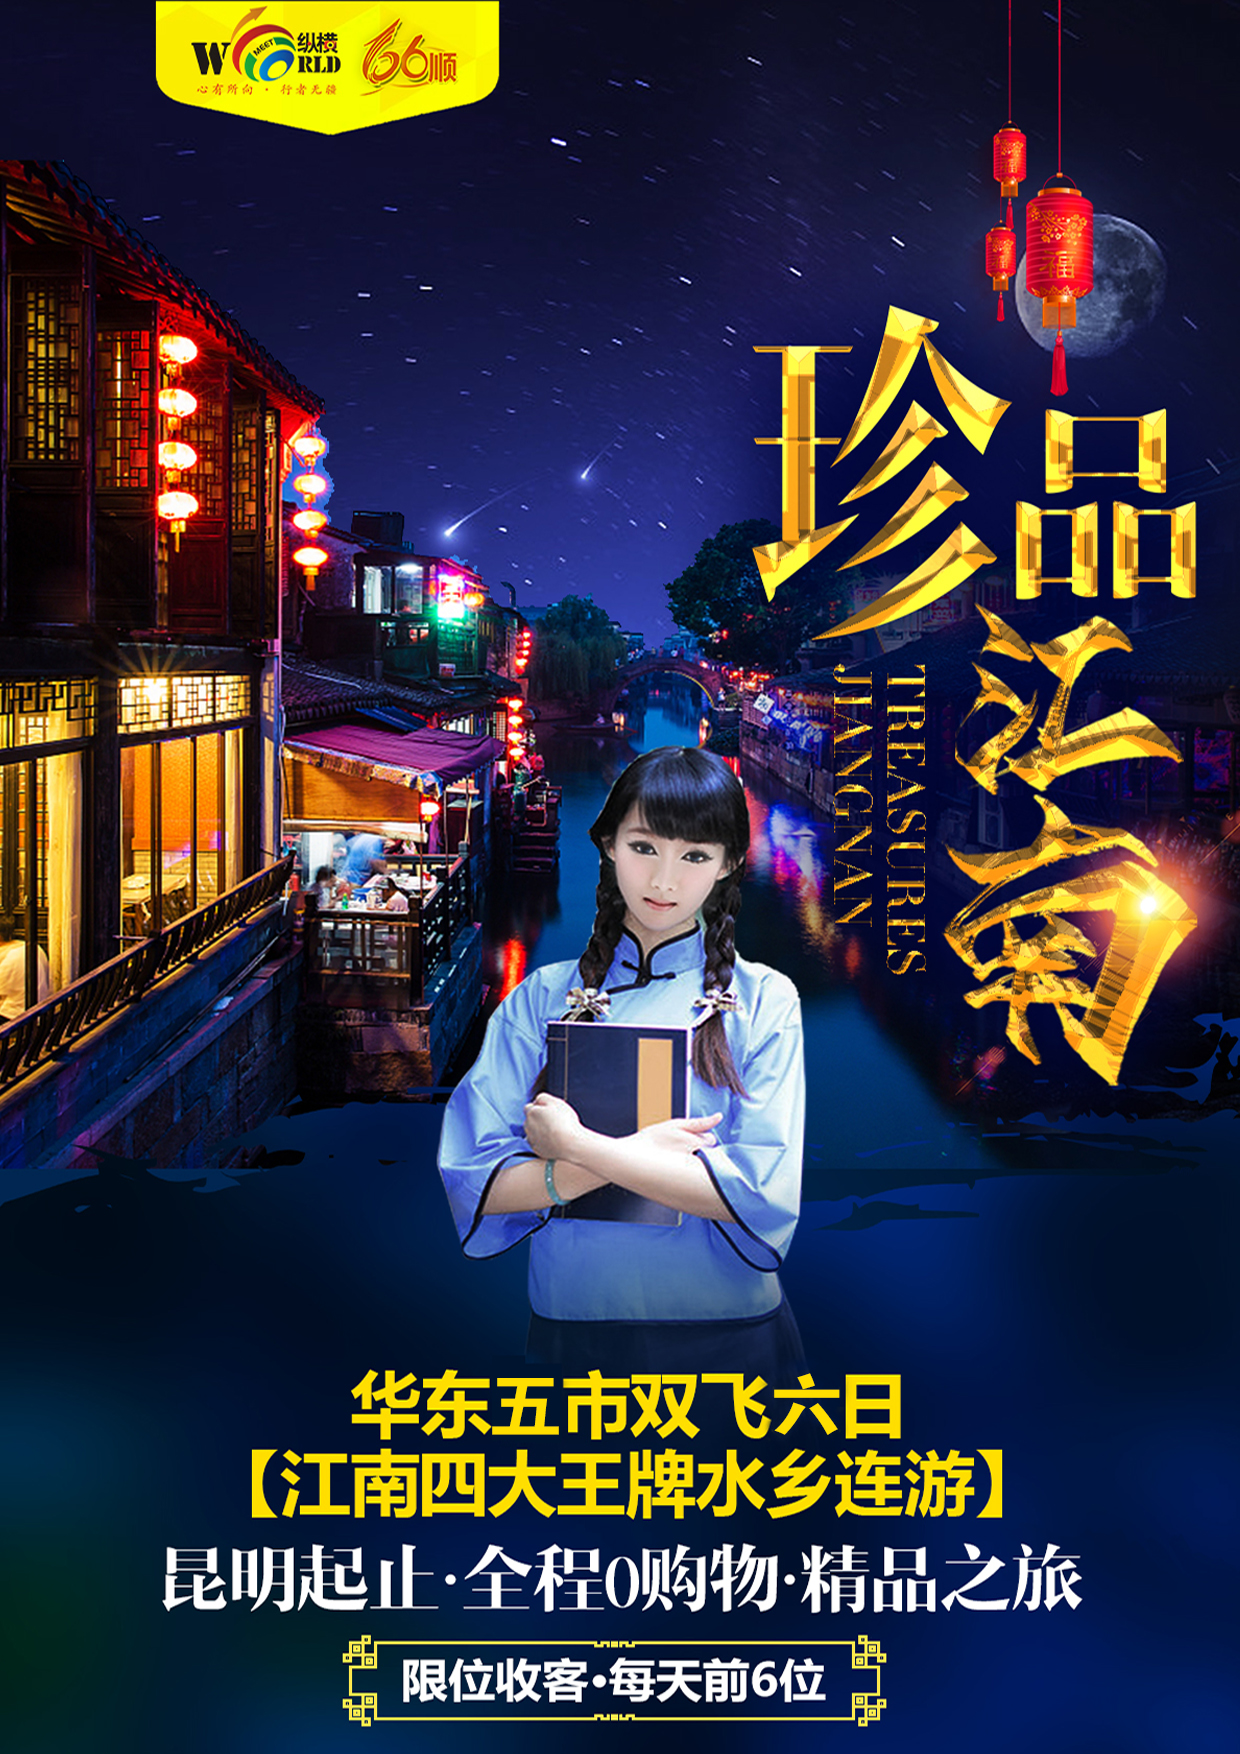 W RLD
MEET
纵横
心有所向 · 行者无疆
66顺
福
福
珍品
江南
TREASURES
JIANGNAN
华东五市双飞六日
【江南四大王牌水乡连游】
昆明起止·全程0购物·精品之旅
限位收客·每天前6位